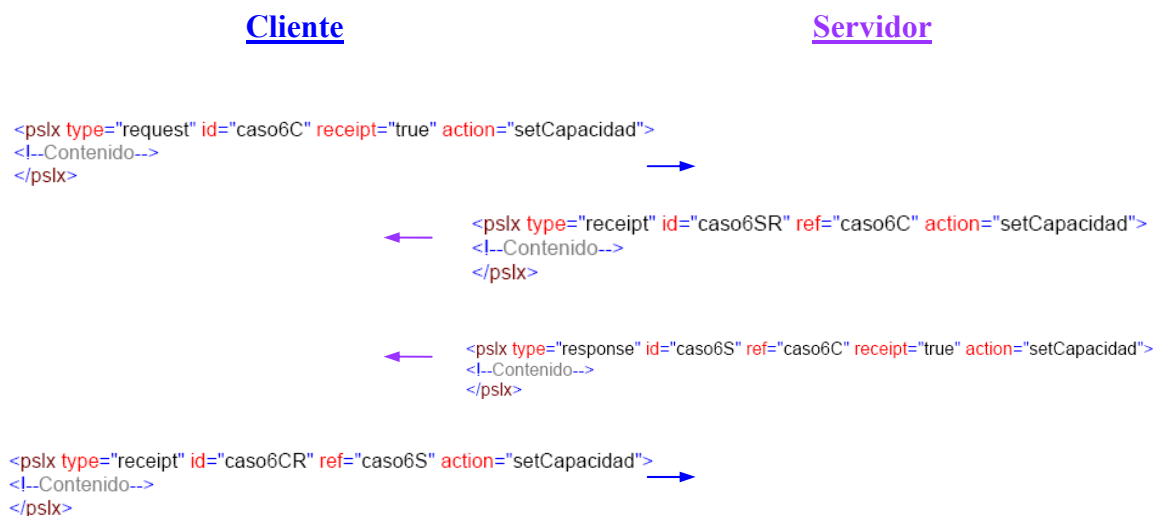 Cliente
Servidor
<pslx type="request" id="caso6C" receipt="true" action="setCapacidad">
<!--Contenido-->
</pslx>
<pslx type="receipt" id="caso6SR" ref="caso6C" action="setCapacidad">
<!--Contenido-->
</pslx>
<pslx type="response" id="caso6S" ref="caso6C" receipt="true" action="setCapacidad">
<!--Contenido-->
</pslx>
<pslx type="receipt" id="caso6CR" ref="caso6S" action="setCapacidad">
<!--Contenido-->
</pslx>